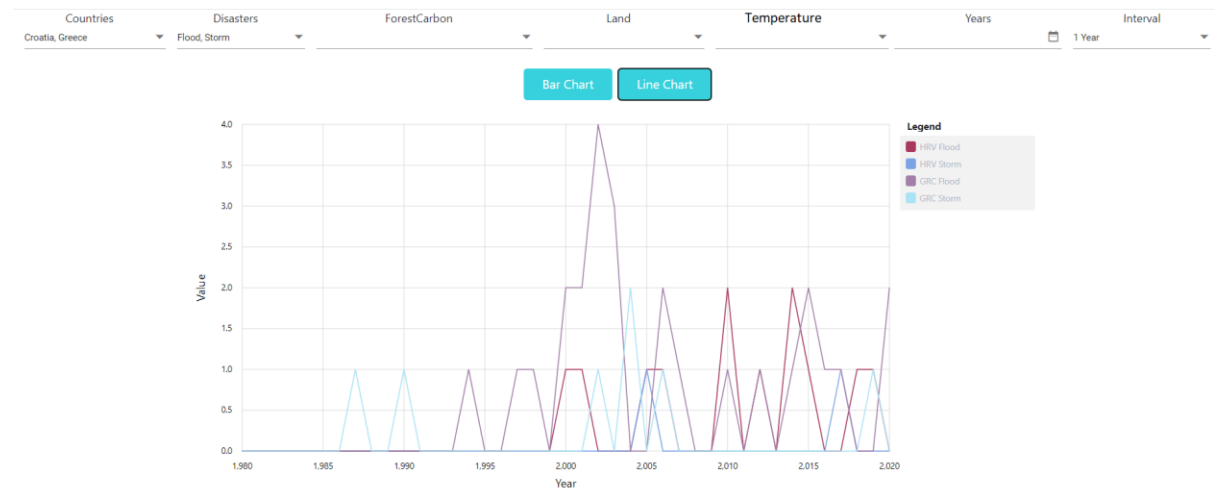 Countries Disasters ForestCarbon Land Temperature Years Interval
Croatia, Greece Flood, Storm 1 Year
Bar Chart Line Chart
Legend
HRV Flood
HRV Storm
GRC Flood
GRC Storm
4.0
3.5
3.0
2.5
2.0
1.5
1.0
0.5
0.0
Value
1,980 1,985 1,990 1,995 2,000 2,005 2,010 2,015 2,020
Year